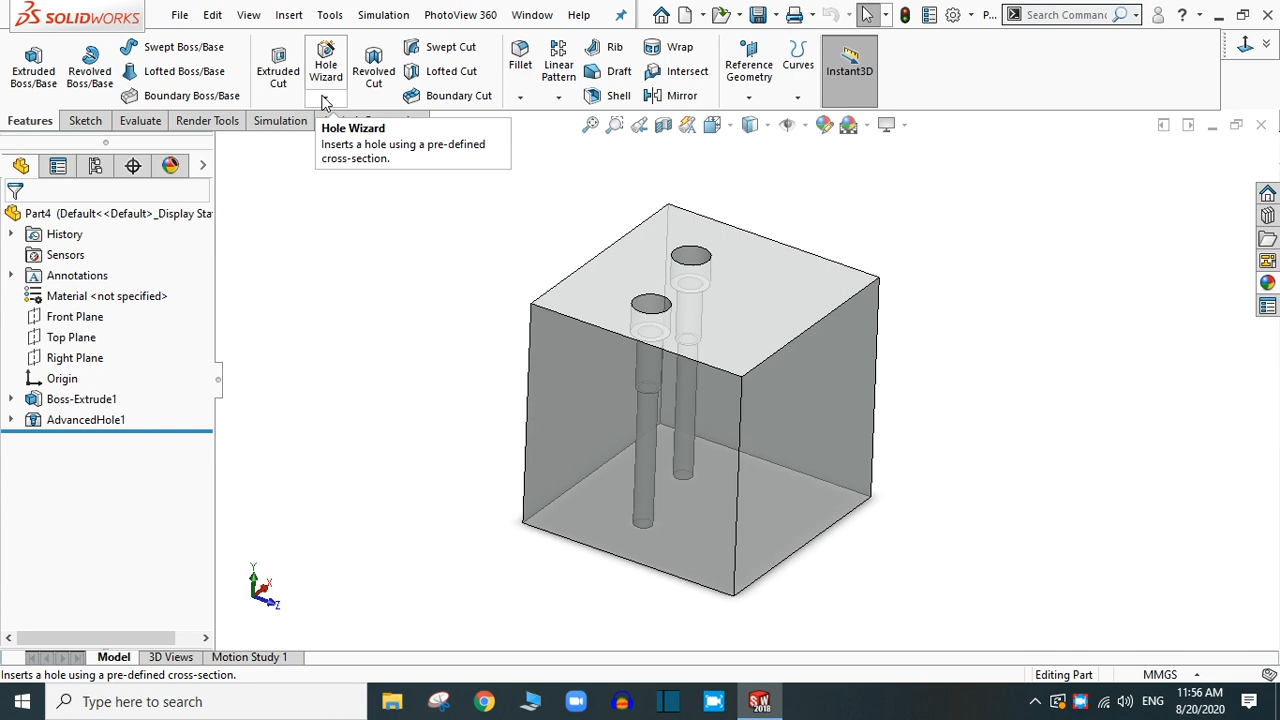 SOLIDWORKS
File Edit View Insert Tools Simulation PhotoView 360 Window Help
P...
Search Command
Extruded Boss/Base
Revolved Boss/Base
Swept Boss/Base
Lofted Boss/Base
Boundary Boss/Base
Extruded Cut
Hole Wizard
Revolved Cut
Swept Cut
Lofted Cut
Boundary Cut
Fillet
Linear Pattern
Rib
Draft
Shell
Wrap
Intersect
Mirror
Reference Geometry
Curves
Instant3D
Features Sketch Evaluate Render Tools Simulation
Hole Wizard
Inserts a hole using a pre-defined
cross-section.
Part4 (Default<<Default>_Display Sta
History
Sensors
Annotations
Material <not specified>
Front Plane
Top Plane
Right Plane
Origin
Boss-Extrude1
AdvancedHole1
Y
X
Z
Model 3D Views Motion Study 1
Inserts a hole using a pre-defined cross-section.
Editing Part
MMGS
Type here to search
SW
2018
ENG
11:56 AM
8/20/2020